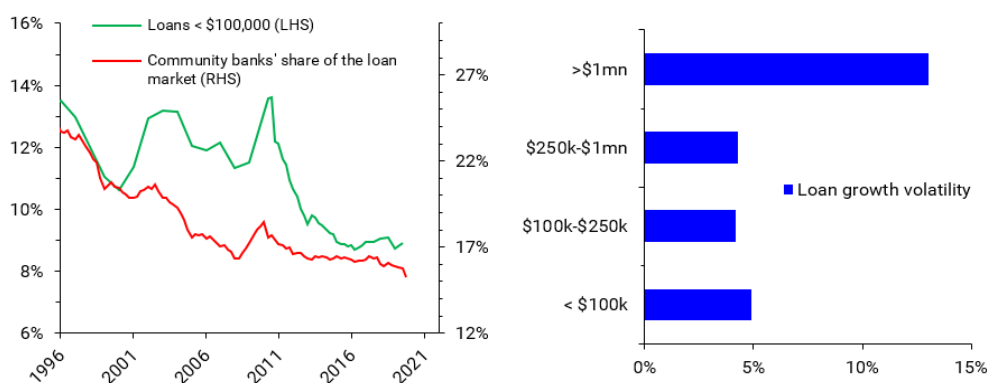 16%
14%
12%
10%
8%
6%
Loans < $100,000 (LHS)
Community banks' share of the loan
market (RHS)
27%
22%
17%
12%
1996
2001
2006
2011
2016
2021
>$1mn
$250k-$1mn
$100k-$250k
< $100k
Loan growth volatility
0%
5%
10%
15%